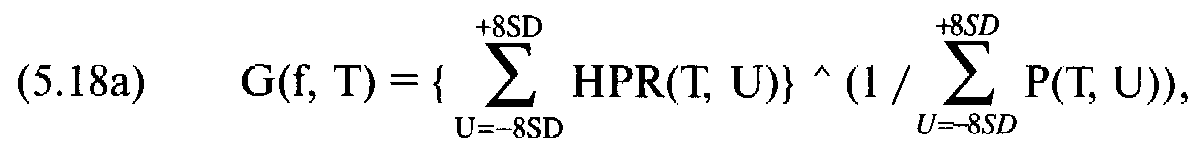 (5.18a) G(f, T) = { +8SD ∑ U=–8SD HPR(T, U)} ^ (1 / +8SD ∑ U=–8SD P(T, U)),